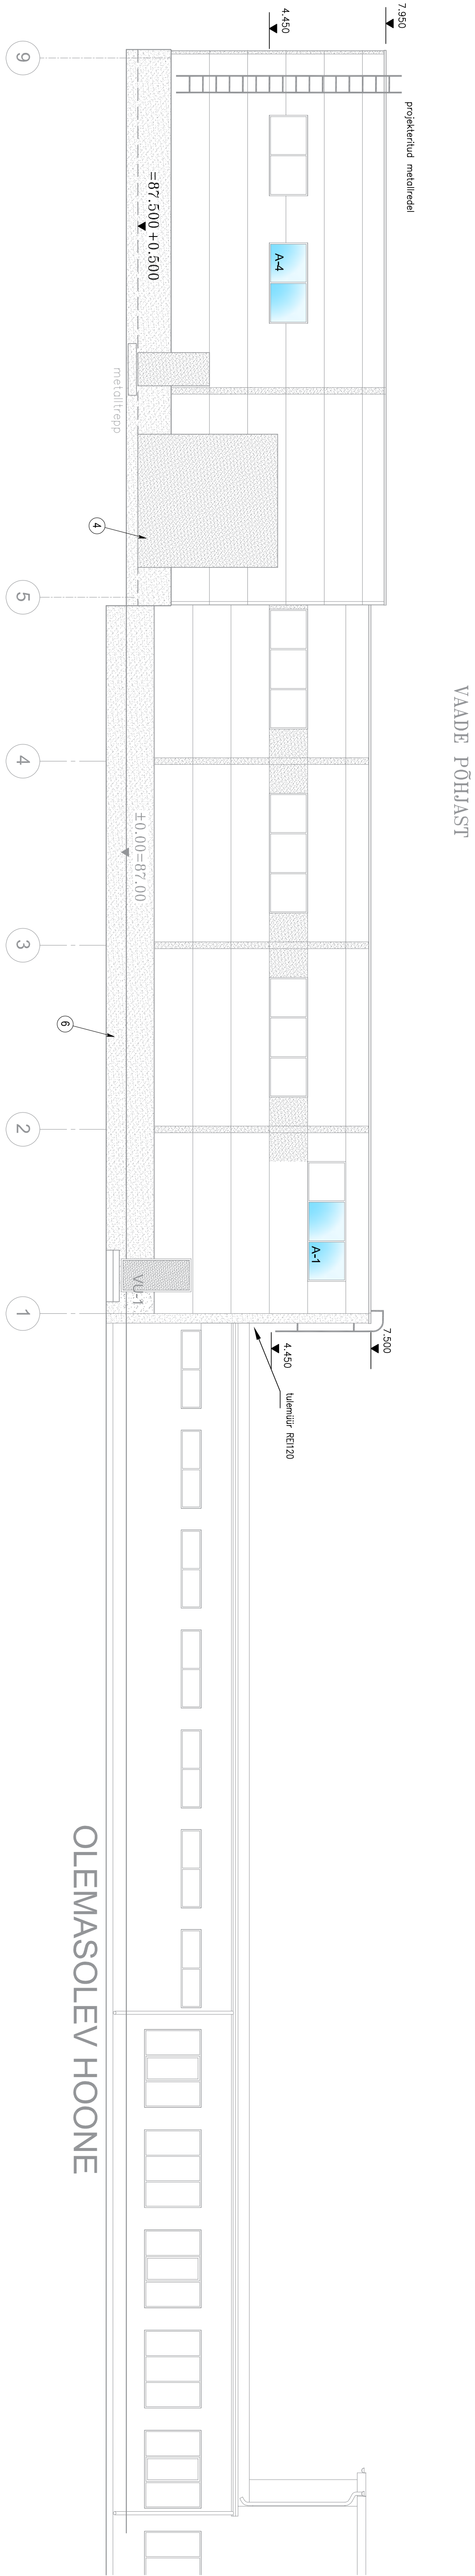 VAADE PÕHJAST
7.950
4.450
projekteritud metallredel
A-4
=87.500 +0.500
metalltrepp
4
±0.00=87.00
6
A-1
VU-1
7.500
4.450
tulemüür REI120
OLEMASOLEV HOONE
9
5
4
3
2
1